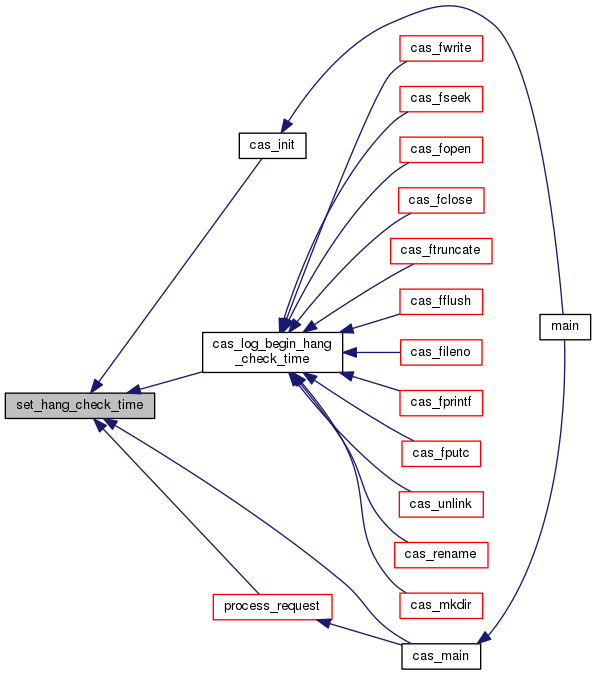 cas_fwrite
cas_fseek
cas_init
cas_fopen
cas_fclose
cas_ftruncate
cas_fflush
main
cas_log_begin_hang
_check_time
cas_fileno
set_hang_check_time
cas_fprintf
cas_fputc
cas_unlink
cas_rename
process_request
cas_mkdir
cas_main